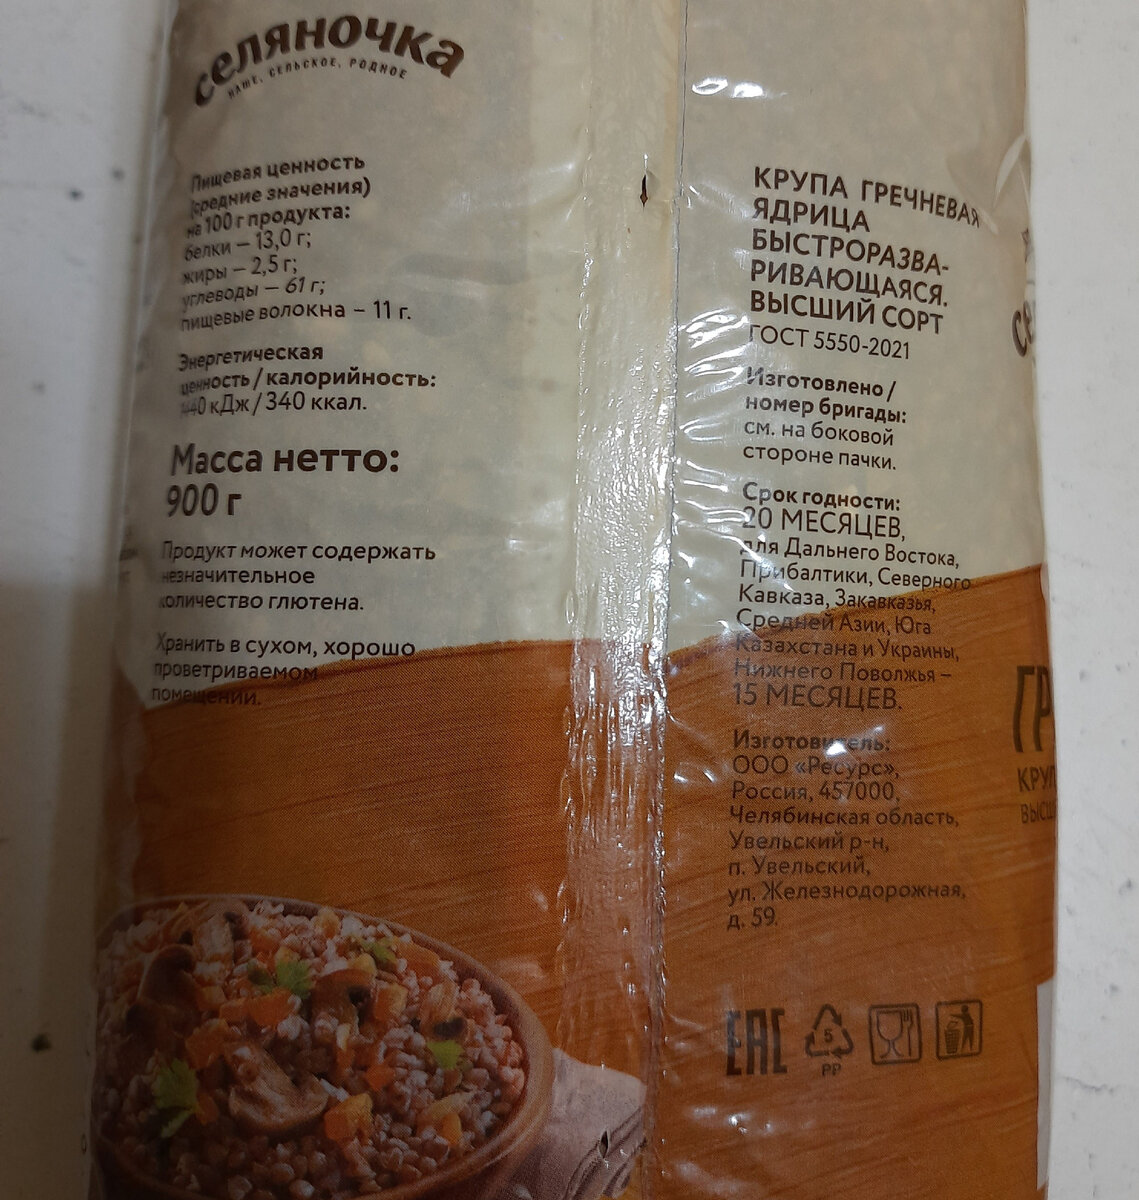 селяночка
НАШЕ, СЕЛЬСКОЕ, РОДНОЕ
Пищевая ценность
(средние значения)
на 100 г продукта:
белки – 13,0 г;
жиры – 2,5 г;
углеводы – 61 г;
пищевые волокна – 11 г.
Энергетическая
ценность / калорийность:
кДж / 340 ккал.
Масса нетто:
900 г
Продукт может содержать
незначительное
количество глютена.
Хранить в сухом, хорошо
проветриваемом
помещении.
КРУПА ГРЕЧНЕВАЯ
ЯДРИЦА
БЫСТРОРАЗВА-
РИВАЮЩАЯСЯ.
ВЫСШИЙ СОРТ
ГОСТ 5550-2021
Изготовлено /
номер бригады:
см. на боковой
стороне пачки.
Срок годности:
20 МЕСЯЦЕВ,
для Дальнего Востока,
Прибалтики, Северного
Кавказа, Закавказья,
Средней Азии, Юга
Казахстана и Украины,
Нижнего Поволжья –
15 МЕСЯЦЕВ.
Изготовитель:
ООО «Ресурс»,
Россия, 457000,
Челябинская область,
Увельский р-н,
п. Увельский,
ул. Железнодорожная,
д. 59.
EAC
5
PP